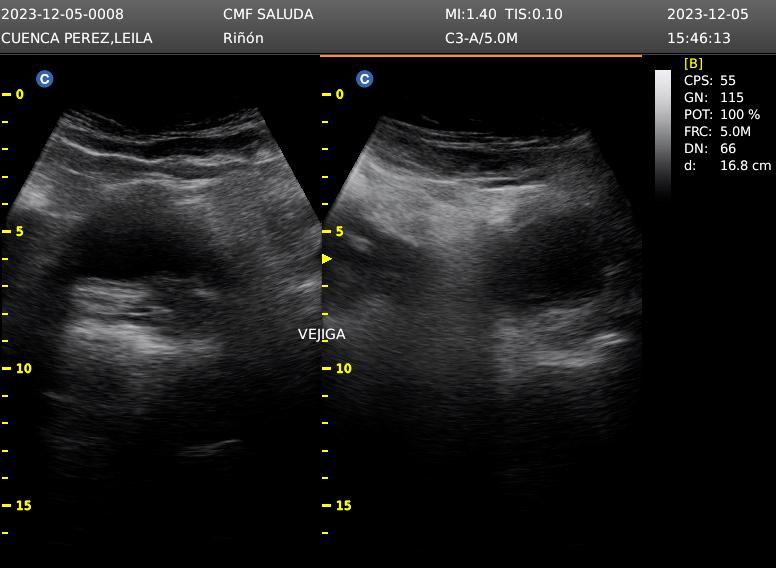 2023-12-05-0008 CMF SALUDA MI:1.40 TIS:0.10 2023-12-05
CUENCA PEREZ,LEILA Riñón C3-A/5.0M 15:46:13
C C
[B]
CPS: 55
GN: 115
POT: 100 %
FRC: 5.0M
DN: 66
d: 16.8 cm
0 0
5 5
VEJIGA
10 10
15 15